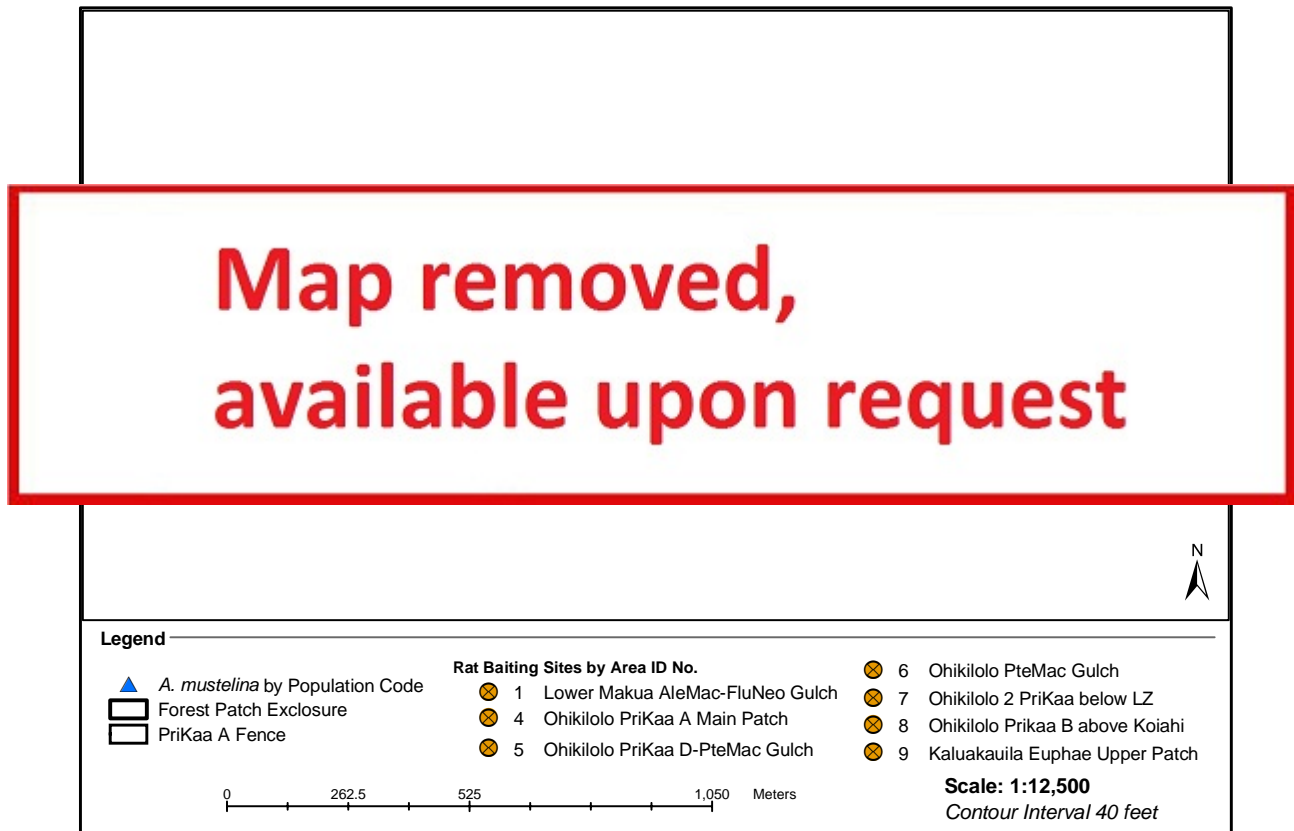 Map removed,
available upon request
N
Legend
A. mustelina by Population Code
Forest Patch Exclosure
PriKaa A Fence
Rat Baiting Sites by Area ID No.
1 Lower Makua AleMac-FluNeo Gulch
4 Ohikilolo PriKaa A Main Patch
5 Ohikilolo PriKaa D-PteMac Gulch
6 Ohikilolo PteMac Gulch
7 Ohikilolo 2 PriKaa below LZ
8 Ohikilolo Prikaa B above Koiahi
9 Kaluakauila Euphae Upper Patch
0 262.5 525 1,050 Meters
Scale: 1:12,500
Contour Interval 40 feet